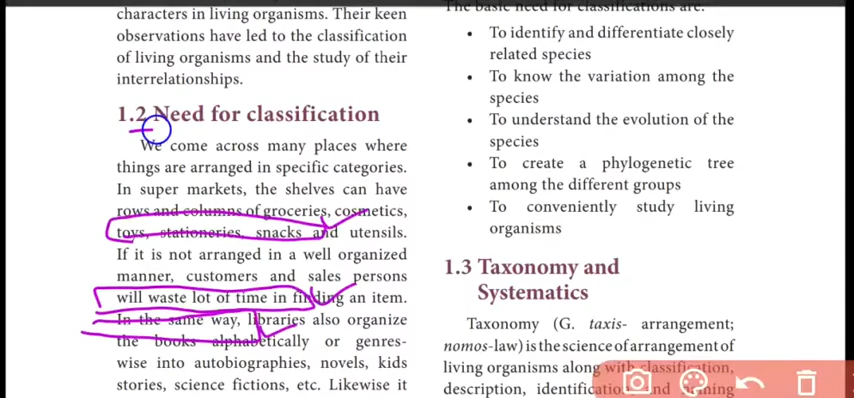 characters in living organisms. Their keen
observations have led to the classification
of living organisms and the study of their
interrelationships.
1.2 Need for classification
We come across many places where
things are arranged in specific categories.
In super markets, the shelves can have
rows and columns of groceries, cosmetics,
toys, stationeries, snacks and utensils.
If it is not arranged in a well organized
manner, customers and sales persons
will waste lot of time in finding an item.
In the same way, libraries also organize
the books alphabetically or genres-
wise into autobiographies, novels, kids
stories, science fictions, etc. Likewise it
The basic need for classifications are:
• To identify and differentiate closely
related species
• To know the variation among the
species
• To understand the evolution of the
species
• To create a phylogenetic tree
among the different groups
• To conveniently study living
organisms
1.3 Taxonomy and
Systematics
Taxonomy (G. taxis- arrangement;
nomos-law) is the science of arrangement of
living organisms along with classification,
description, identification and naming